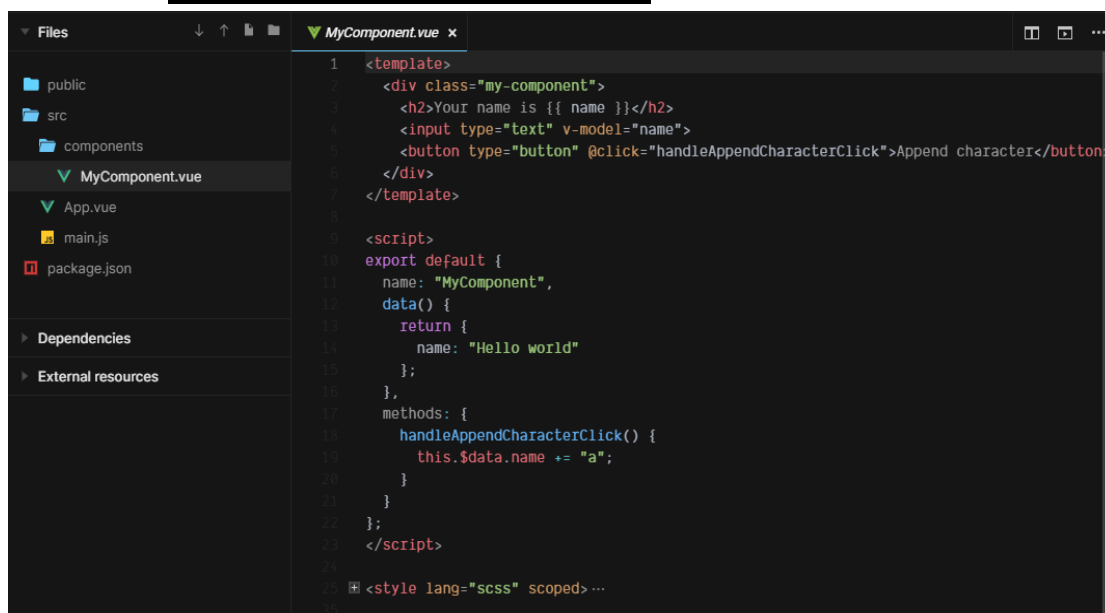 Files
MyComponent.vue ×
public
src
components
MyComponent.vue
App.vue
JS main.js
package.json
Dependencies
External resources
1 <template>
2   <div class="my-component">
3     <h2>Your name is {{ name }}</h2>
4     <input type="text" v-model="name">
5     <button type="button" @click="handleAppendCharacterClick">Append character</button>
6   </div>
7 </template>
8
9 <script>
10 export default {
11   name: "MyComponent",
12   data() {
13     return {
14       name: "Hello world"
15     };
16   },
17   methods: {
18     handleAppendCharacterClick() {
19       this.$data.name += "a";
20     }
21   }
22 };
23 </script>
24
25 <style lang="scss" scoped>⋯